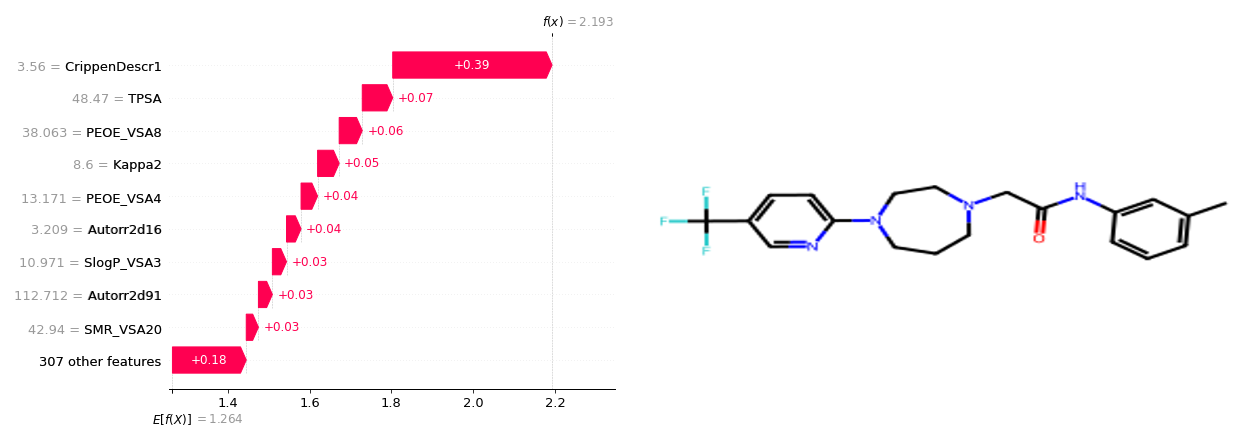 f(x) = 2.193
3.56 = CrippenDescr1
+0.39
48.47 = TPSA
+0.07
38.063 = PEOE_VSA8
+0.06
8.6 = Kappa2
+0.05
13.171 = PEOE_VSA4
+0.04
3.209 = Autorr2d16
+0.04
10.971 = SlogP_VSA3
+0.03
112.712 = Autorr2d91
+0.03
42.94 = SMR_VSA20
+0.03
307 other features
+0.18
1.4 1.6 1.8 2.0 2.2
E[f(X)] = 1.264
F
F
F
N
N
N
H
N
O